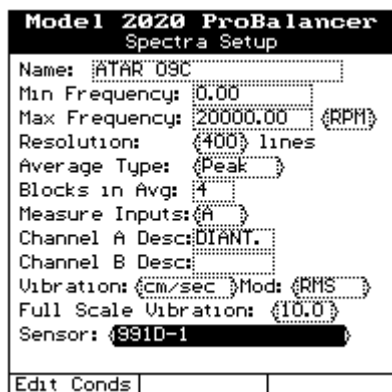 Model 2020 ProBalancer
Spectra Setup
Name: ATAR 09C
Min Frequency: 0.00
Max Frequency: 20000.00 (RPM)
Resolution: (400) lines
Average Type: (Peak )
Blocks in Avg: 4
Measure Inputs:(A )
Channel A Desc:DIANT.
Channel B Desc:
Vibration: (cm/sec )Mod: (RMS )
Full Scale Vibration: (10.0)
Sensor: (991D-1 )
Edit Conds